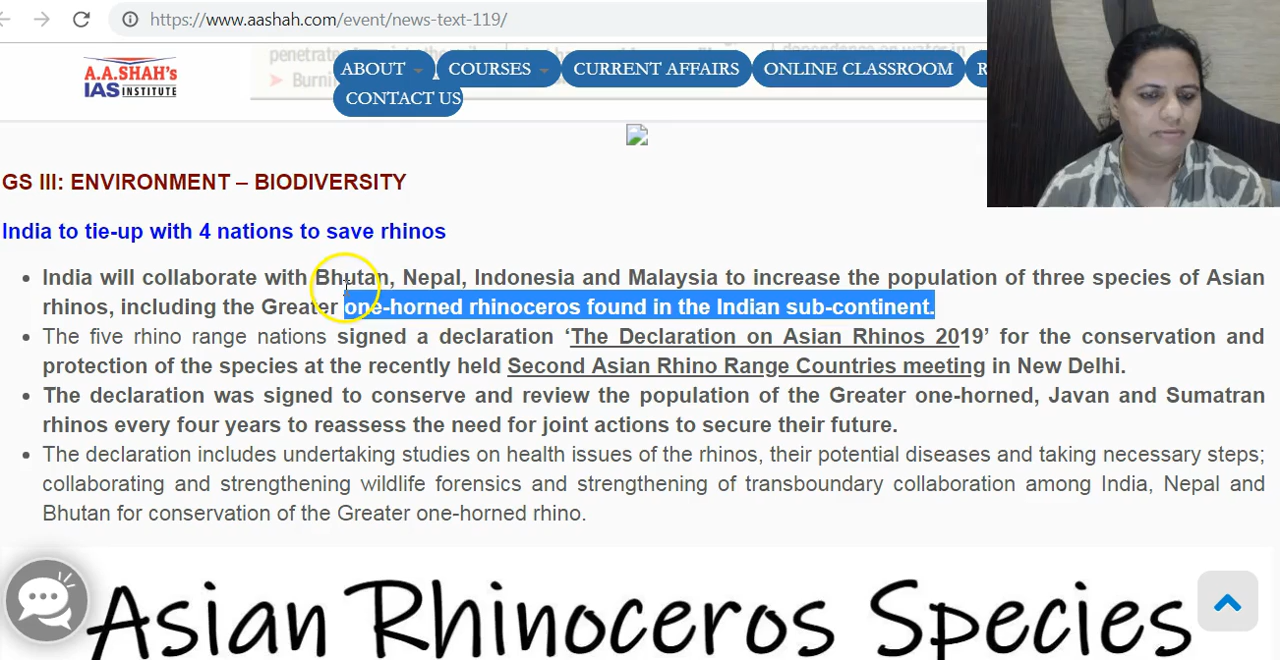 https://www.aashah.com/event/news-text-119/
A.A.SHAH'S
IAS INSTITUTE
ABOUT COURSES CURRENT AFFAIRS ONLINE CLASSROOM R
CONTACT US
Burni
GS III: ENVIRONMENT – BIODIVERSITY
India to tie-up with 4 nations to save rhinos
• India will collaborate with Bhutan, Nepal, Indonesia and Malaysia to increase the population of three species of Asian
rhinos, including the Greater one-horned rhinoceros found in the Indian sub-continent.
• The five rhino range nations signed a declaration ‘The Declaration on Asian Rhinos 2019’ for the conservation and
protection of the species at the recently held Second Asian Rhino Range Countries meeting in New Delhi.
• The declaration was signed to conserve and review the population of the Greater one-horned, Javan and Sumatran
rhinos every four years to reassess the need for joint actions to secure their future.
• The declaration includes undertaking studies on health issues of the rhinos, their potential diseases and taking necessary steps;
collaborating and strengthening wildlife forensics and strengthening of transboundary collaboration among India, Nepal and
Bhutan for conservation of the Greater one-horned rhino.
Asian Rhinoceros Species